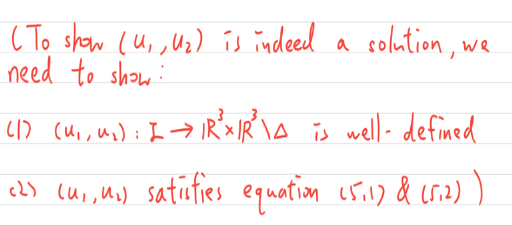 (To show (u₁, u₂) is indeed a solution, we
need to show:
(1) (u₁, u₂) : I → ℝ³×ℝ³\Δ is well-defined
(2) (u₁, u₂) satisfies equation (5.1) & (5.2) )